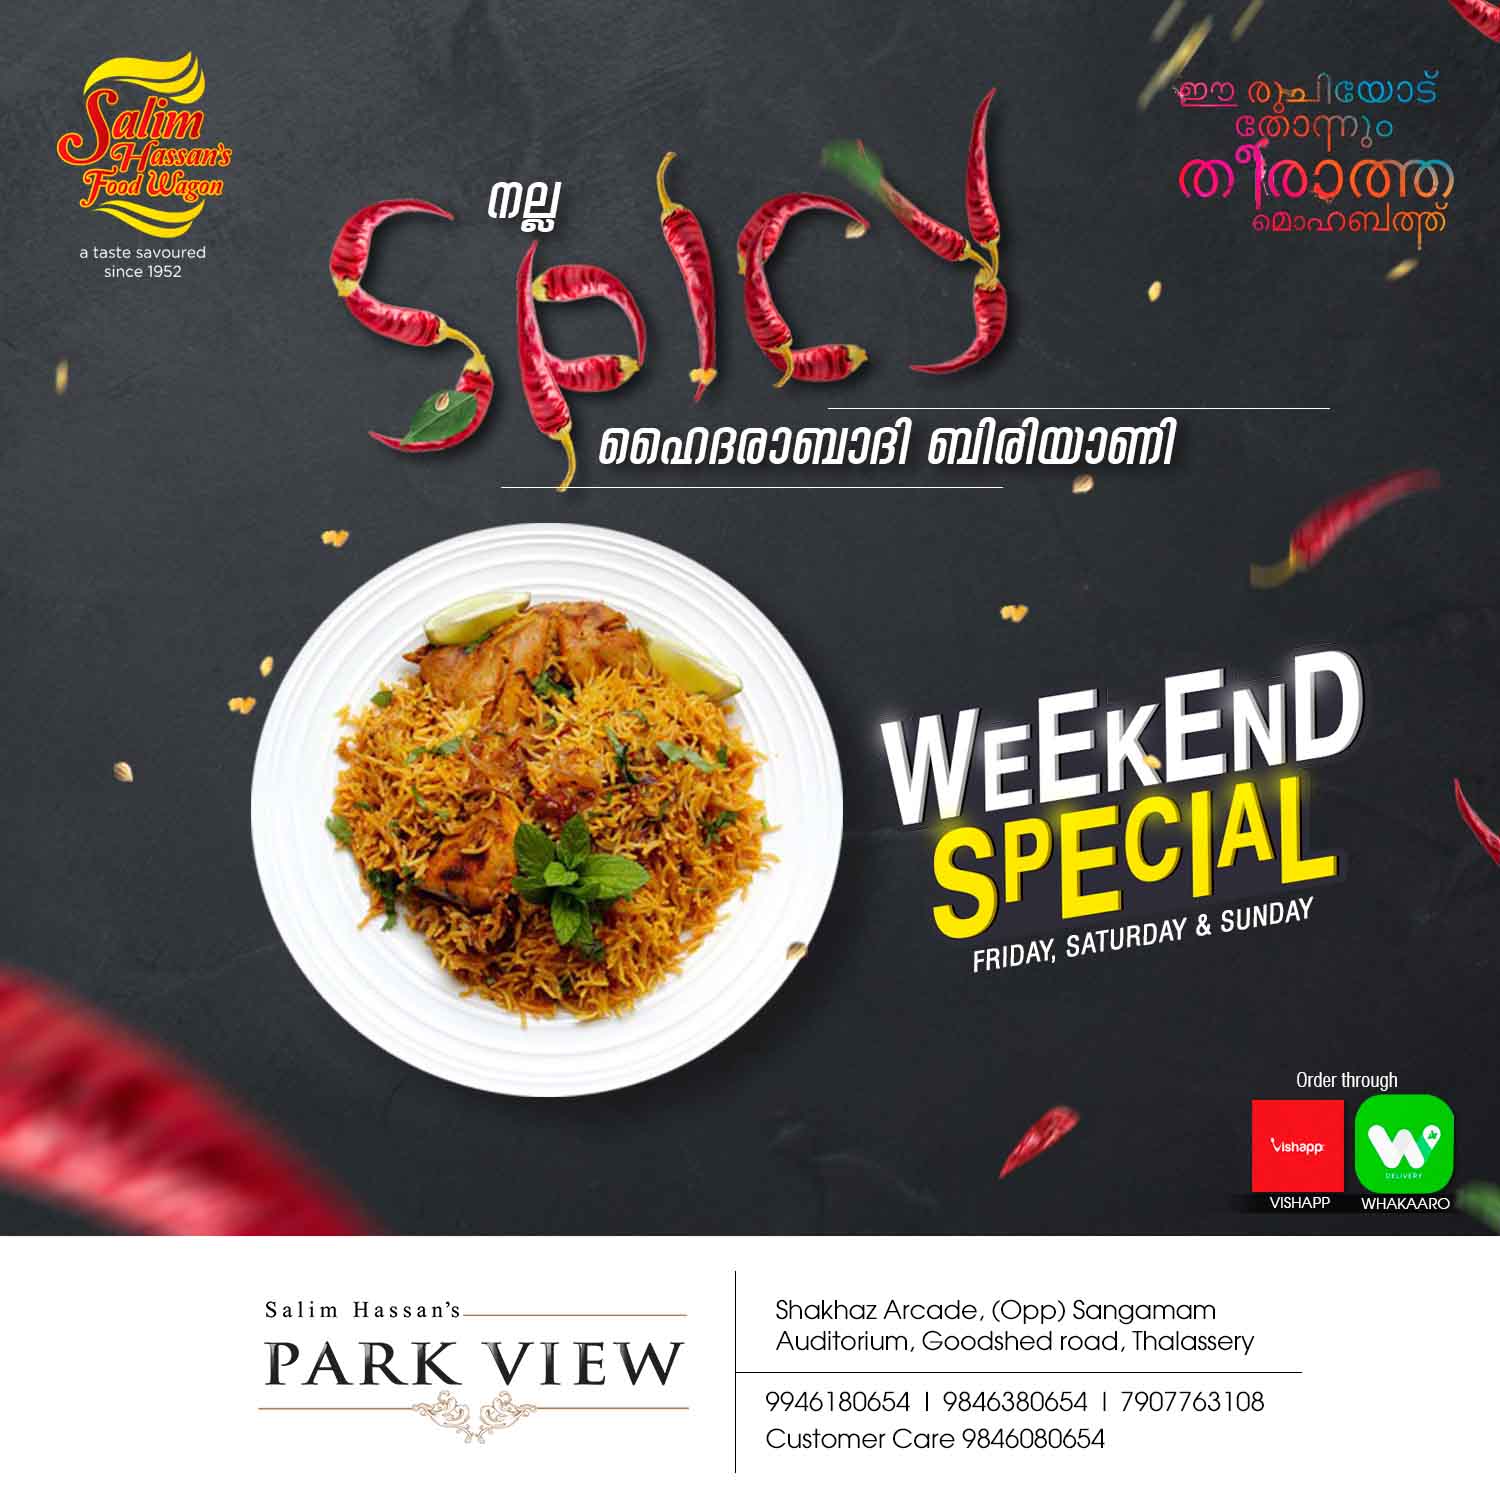 Salim
Hassan's
Food Wagon
a taste savoured
since 1952
ഈ രുചിയോട്
തോന്നും
തീരാത്ത
മൊഹബത്ത്
നല്ല
SPICY
ഹൈദരാബാദി ബിരിയാണി
WEEKEND
SPECIAL
FRIDAY, SATURDAY & SUNDAY
Order through
Vishapp
W
DELIVERY
VISHAPP
WHAKAARO
Salim Hassan's
PARK VIEW
Shakhaz Arcade, (Opp) Sangamam
Auditorium, Goodshed road, Thalassery
9946180654 | 9846380654 | 7907763108
Customer Care 9846080654